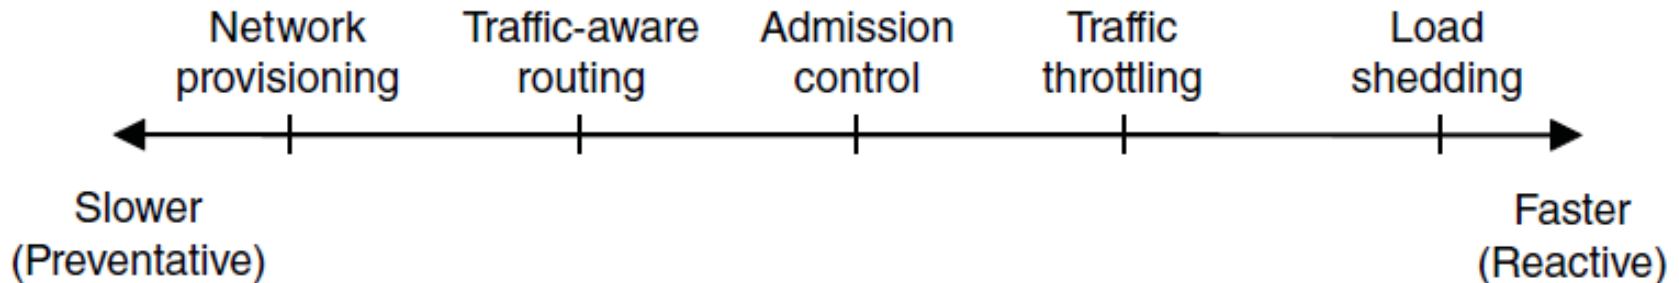 Network
provisioning
Traffic-aware
routing
Admission
control
Traffic
throttling
Load
shedding
Slower
(Preventative)
Faster
(Reactive)